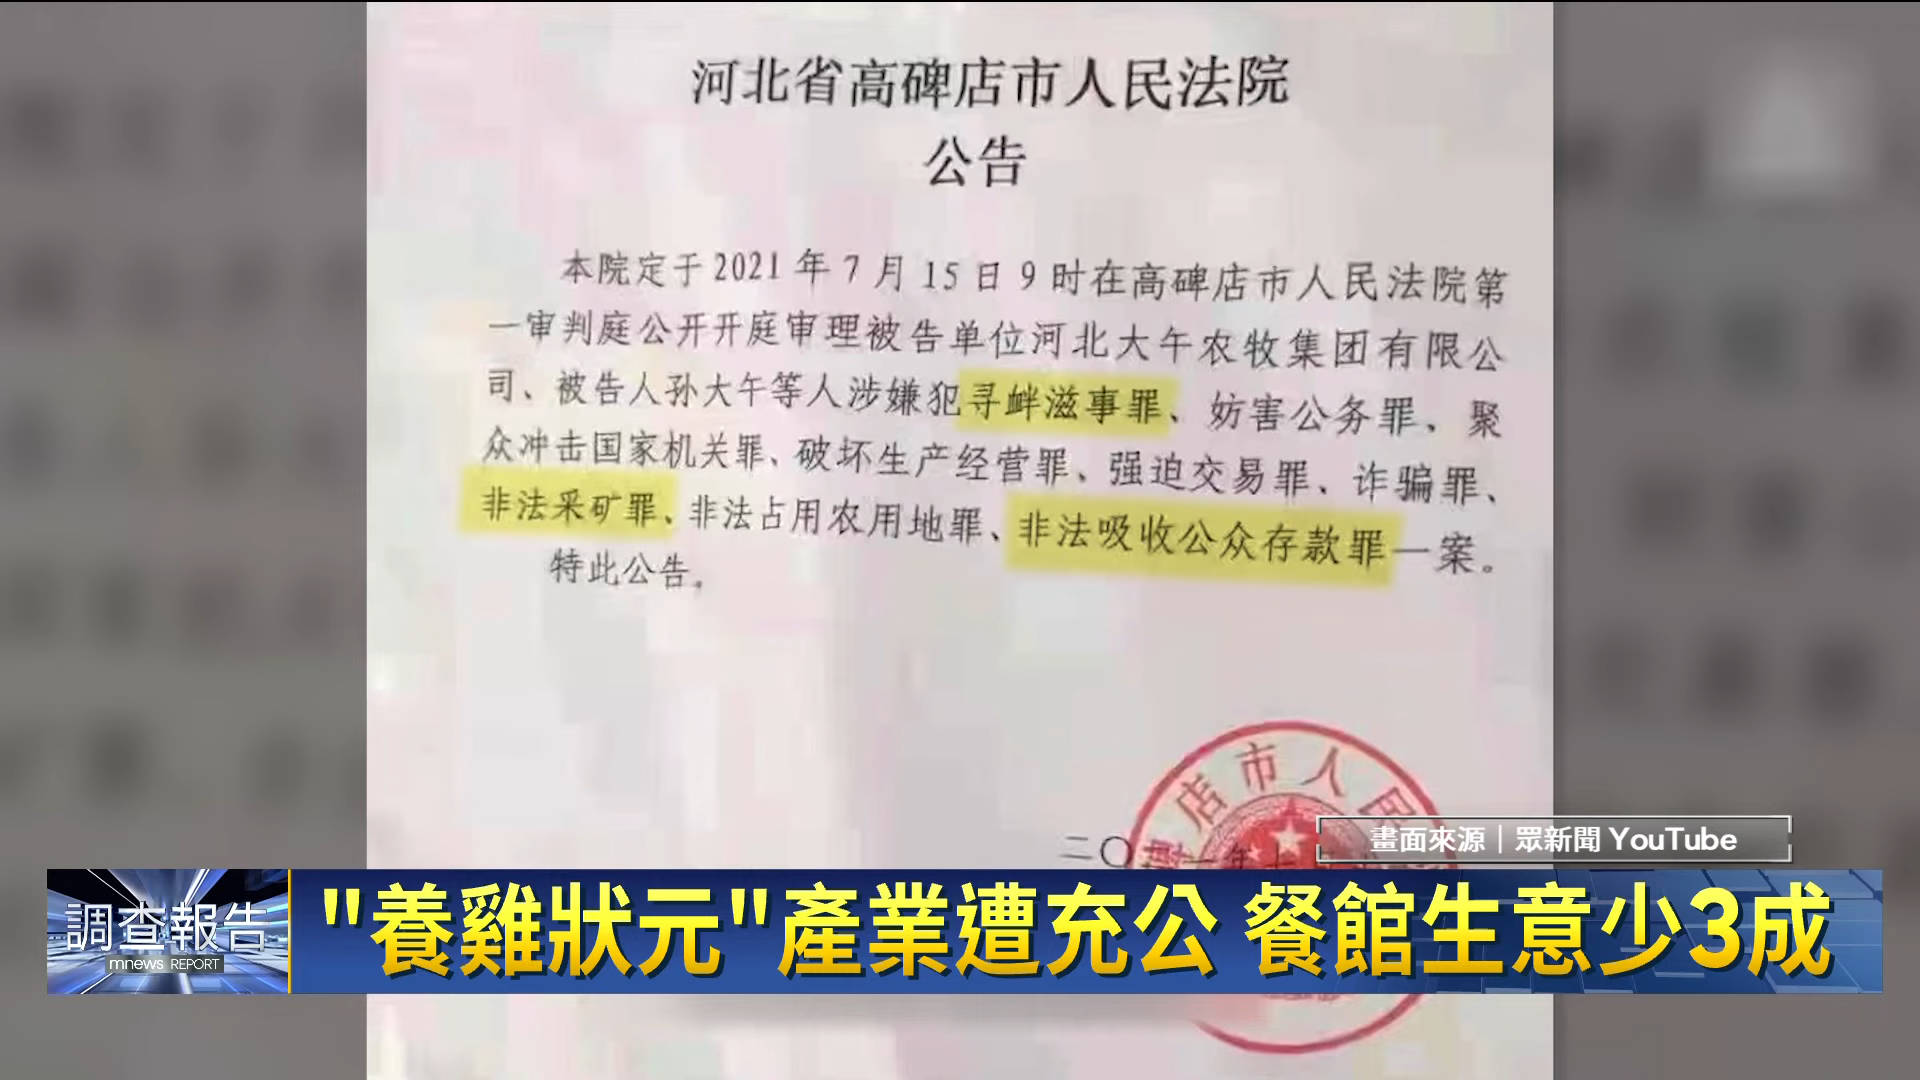 河北省高碑店市人民法院
公告
本院定于2021年7月15日9时在高碑店市人民法院第
一审判庭公开开庭审理被告单位河北大午农牧集团有限公
司、被告人孙大午等人涉嫌犯寻衅滋事罪、妨害公务罪、聚
众冲击国家机关罪、破坏生产经营罪、强迫交易罪、诈骗罪、
非法采矿罪、非法占用农用地罪、非法吸收公众存款罪一案。
特此公告。
碑店市人民
二〇
一年七
畫面來源｜眾新聞 YouTube
調查報告
mnews REPORT
"養雞狀元"產業遭充公 餐館生意少3成